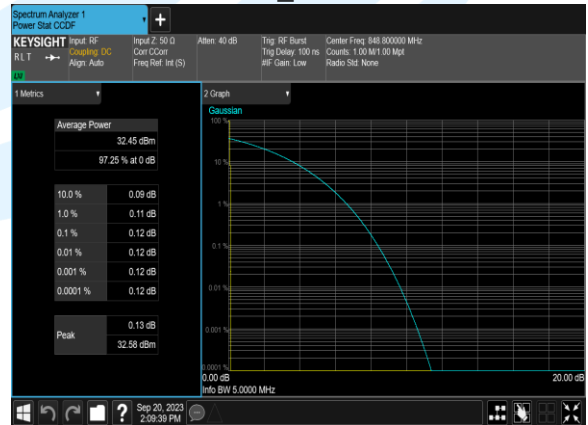 Spectrum Analyzer 1
Power Stat CCDF
+
KEYSIGHT
RLT
LW
Input: RF
Coupling: DC
Align: Auto
Input Z: 50 Ω
Corr CCorr
Freq Ref: Int (S)
Atten: 40 dB
Trig: RF Burst
Trig Delay: 100 ns
#IF Gain: Low
Center Freq: 848.800000 MHz
Counts: 1.00 M/1.00 Mpt
Radio Std: None
1 Metrics
Average Power
32.45 dBm
97.25 % at 0 dB
10.0 % 0.09 dB
1.0 % 0.11 dB
0.1 % 0.12 dB
0.01 % 0.12 dB
0.001 % 0.12 dB
0.0001 % 0.12 dB
Peak 0.13 dB
32.58 dBm
2 Graph
Gaussian
100 %
10 %
1 %
0.1 %
0.01 %
0.001 %
0.0001 %
0.00 dB 20.00 dB
Info BW 5.0000 MHz
? Sep 20, 2023
2:09:39 PM